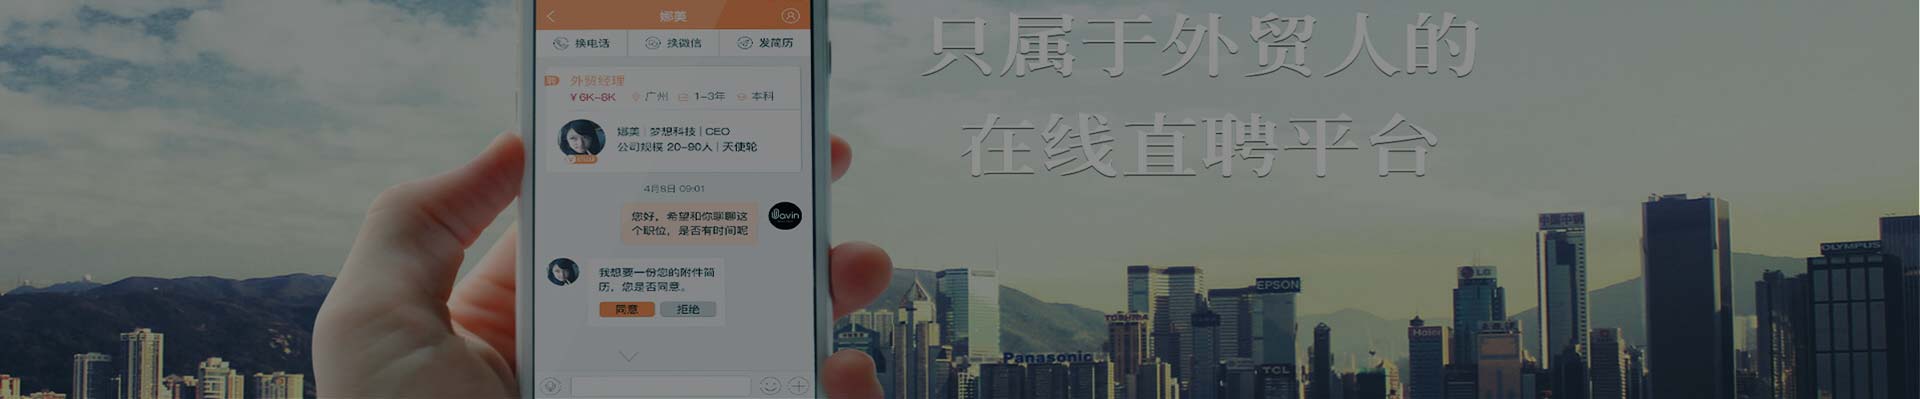 娜美
换电话 换微信 发简历
外贸经理
¥6K-8K 广州 1-3年 本科
娜美 | 梦想科技 | CEO
公司规模 20-90人 | 天使轮
4月8日 09:01
您好，希望和你聊聊这
个职位，是否有时间呢
我想要一份您的附件简
历，您是否同意。
同意 拒绝
只属于外贸人的
在线直聘平台
OLYMPUS
LG
EPSON
TOSHIBA
Haier
Panasonic
TCL